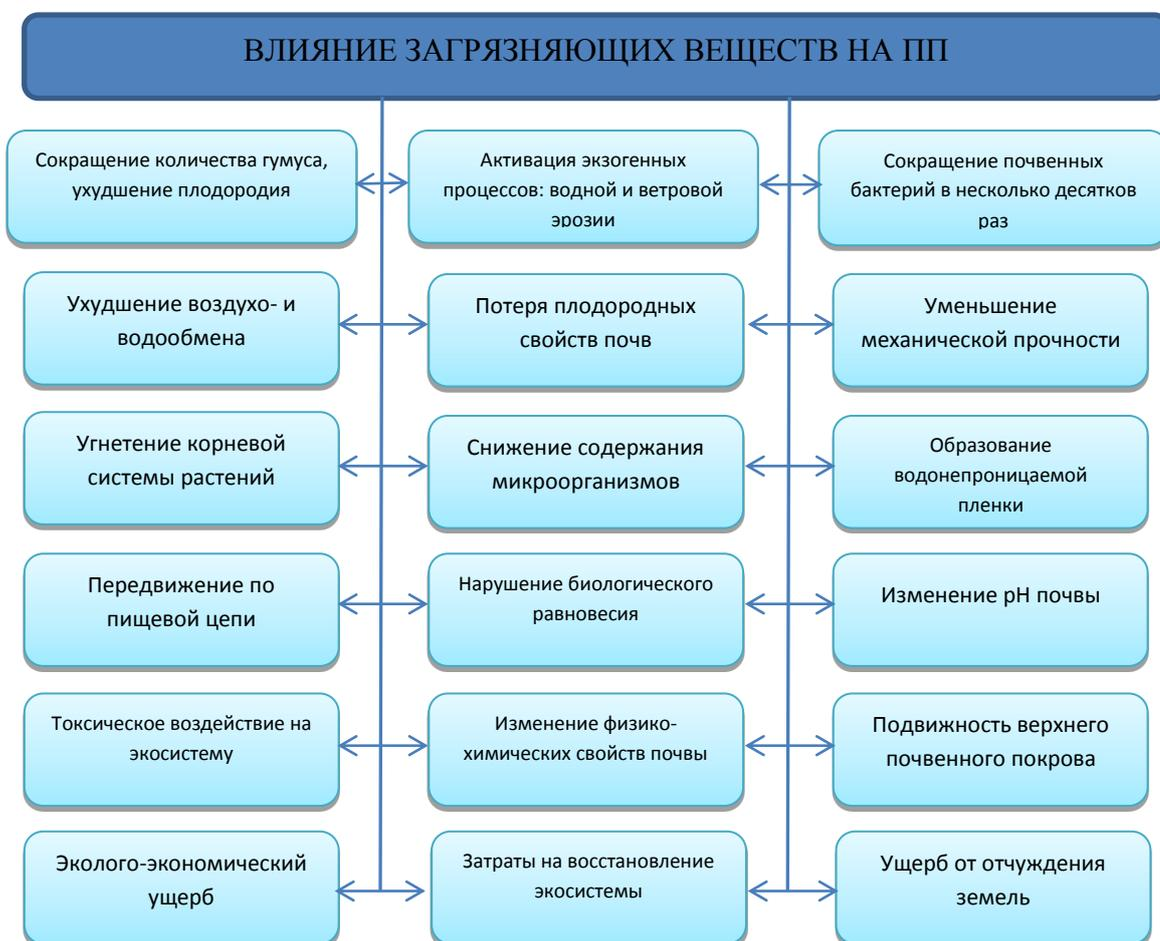 ВЛИЯНИЕ ЗАГРЯЗНЯЮЩИХ ВЕЩЕСТВ НА ПП
Сокращение количества гумуса,
ухудшение плодородия
Активация экзогенных
процессов: водной и ветровой
эрозии
Сокращение почвенных
бактерий в несколько десятков
раз
Ухудшение воздухо- и
водообмена
Потеря плодородных
свойств почв
Уменьшение
механической прочности
Угнетение корневой
системы растений
Снижение содержания
микроорганизмов
Образование
водонепроницаемой
пленки
Передвижение по
пищевой цепи
Нарушение биологического
равновесия
Изменение pH почвы
Токсическое воздействие на
экосистему
Изменение физико-
химических свойств почвы
Подвижность верхнего
почвенного покрова
Эколого-экономический
ущерб
Затраты на восстановление
экосистемы
Ущерб от отчуждения
земель